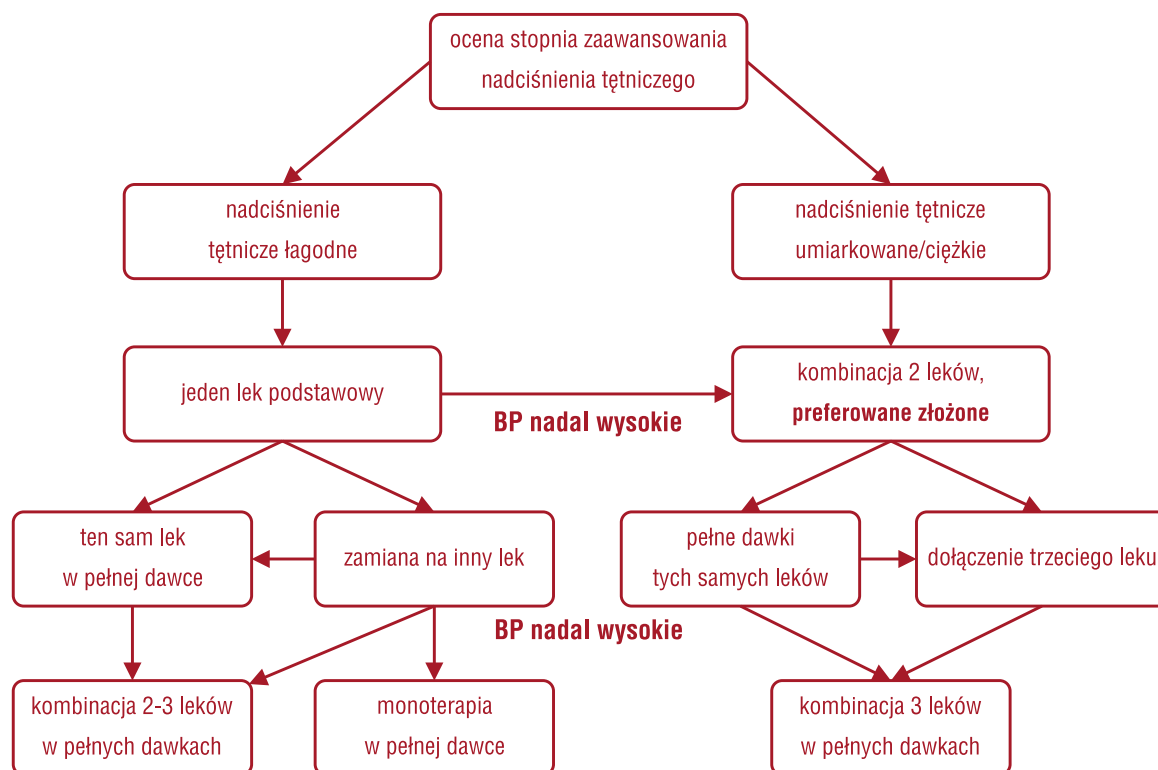 ocena stopnia zaawansowania
nadciśnienia tętniczego
nadciśnienie
tętnicze łagodne
nadciśnienie tętnicze
umiarkowane/ciężkie
jeden lek podstawowy
BP nadal wysokie
kombinacja 2 leków,
preferowane złożone
ten sam lek
w pełnej dawce
zamiana na inny lek
pełne dawki
tych samych leków
dołączenie trzeciego leku
BP nadal wysokie
kombinacja 2-3 leków
w pełnych dawkach
monoterapia
w pełnej dawce
kombinacja 3 leków
w pełnych dawkach